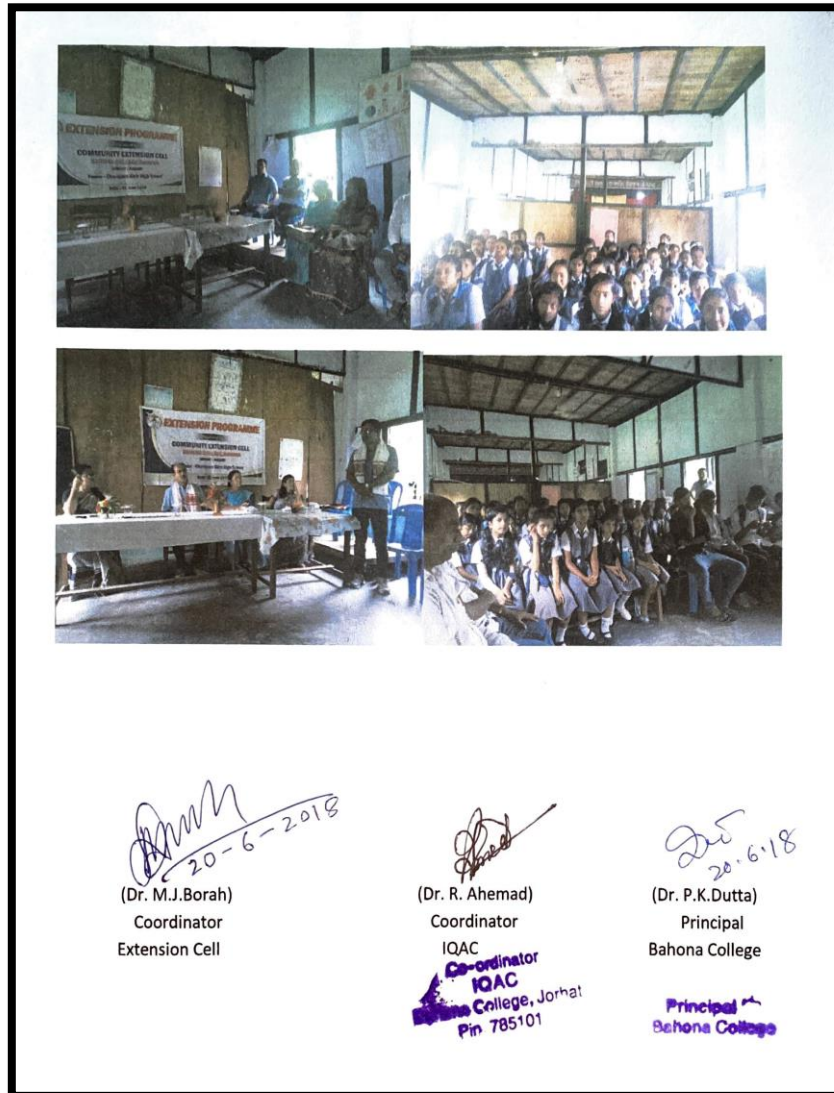 EXTENSION PROGRAMME
COMMUNITY EXTENSION CELL
EXTENSION PROGRAMME
COMMUNITY EXTENSION CELL
20-6-2018
(Dr. M.J.Borah)
Coordinator
Extension Cell
Ahmed
(Dr. R. Ahemad)
Coordinator
IQAC
Co-ordinator
IQAC
Bahona College, Jorhat
Pin 785101
20.6.18
(Dr. P.K.Dutta)
Principal
Bahona College
Principal
Bahona College